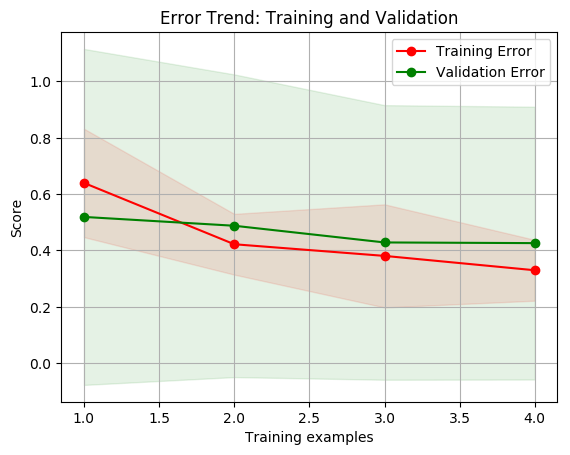 Error Trend: Training and Validation
Training Error
Validation Error
1.0
0.8
0.6
0.4
0.2
0.0
Score
1.0 1.5 2.0 2.5 3.0 3.5 4.0
Training examples